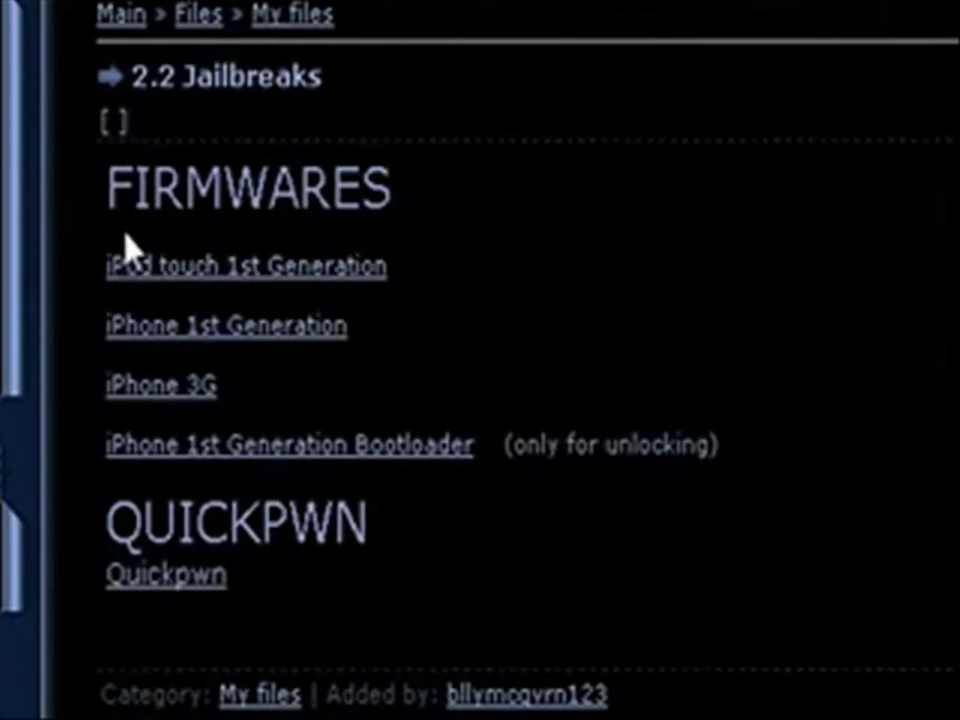 Main » Files » My files
2.2 Jailbreaks
[ ]
FIRMWARES
iPod touch 1st Generation
iPhone 1st Generation
iPhone 3G
iPhone 1st Generation Bootloader (only for unlocking)
QUICKPWN
Quickpwn
Category: My files | Added by: bllymcgvrn123